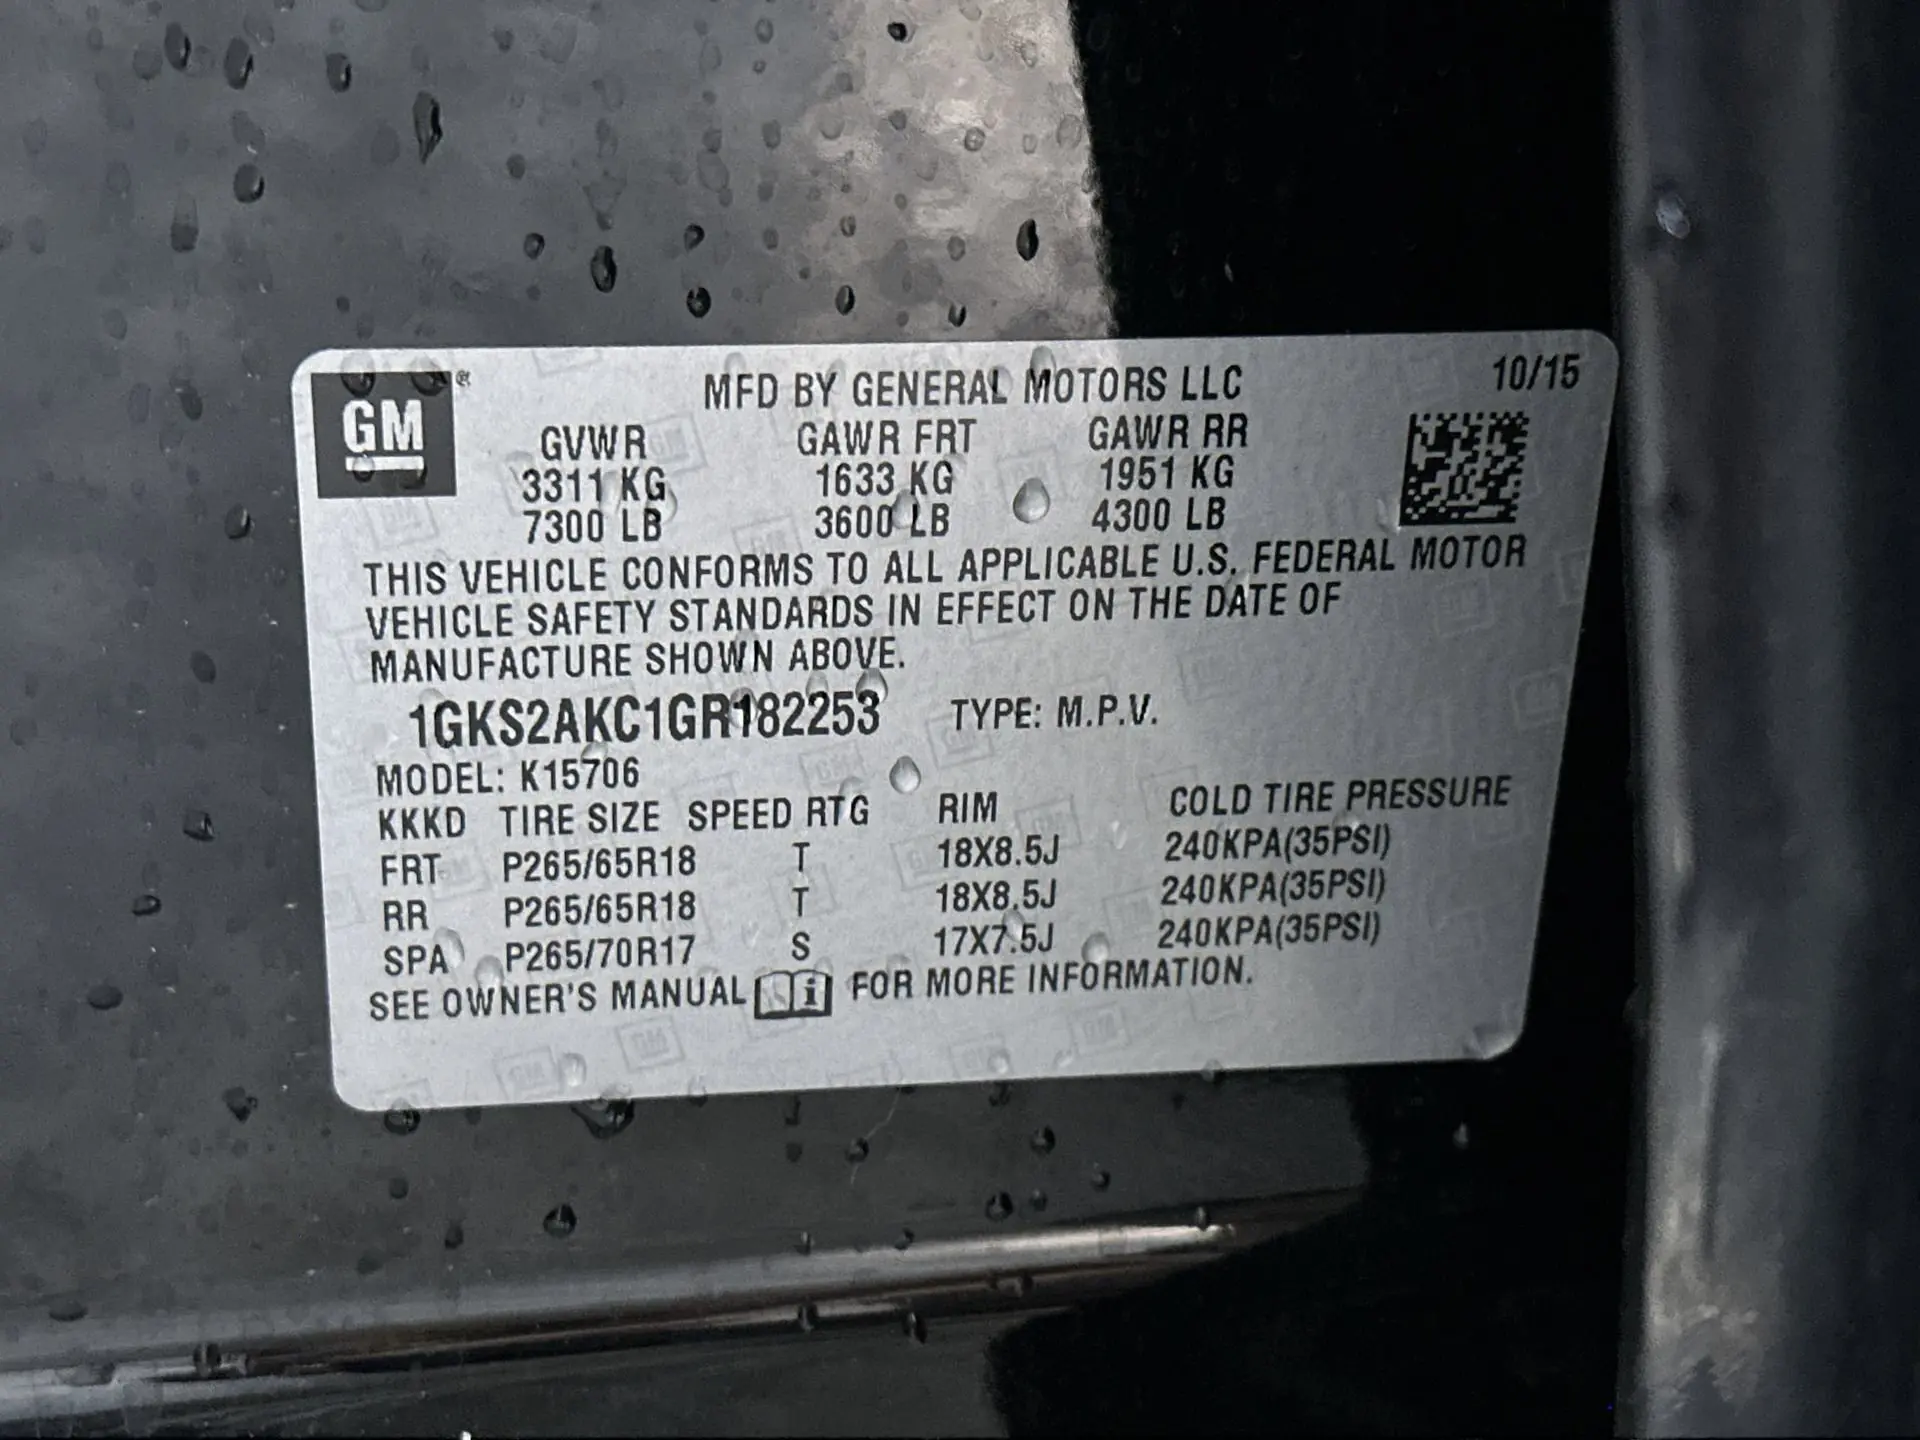 GM®
MFD BY GENERAL MOTORS LLC 10/15
GVWR GAWR FRT GAWR RR
3311 KG 1633 KG 1951 KG
7300 LB 3600 LB 4300 LB
THIS VEHICLE CONFORMS TO ALL APPLICABLE U.S. FEDERAL MOTOR
VEHICLE SAFETY STANDARDS IN EFFECT ON THE DATE OF
MANUFACTURE SHOWN ABOVE.
1GKS2AKC1GR182253 TYPE: M.P.V.
MODEL: K15706
KKKD TIRE SIZE SPEED RTG RIM COLD TIRE PRESSURE
FRT P265/65R18 T 18X8.5J 240KPA(35PSI)
RR P265/65R18 T 18X8.5J 240KPA(35PSI)
SPA P265/70R17 S 17X7.5J 240KPA(35PSI)
SEE OWNER'S MANUAL i FOR MORE INFORMATION.